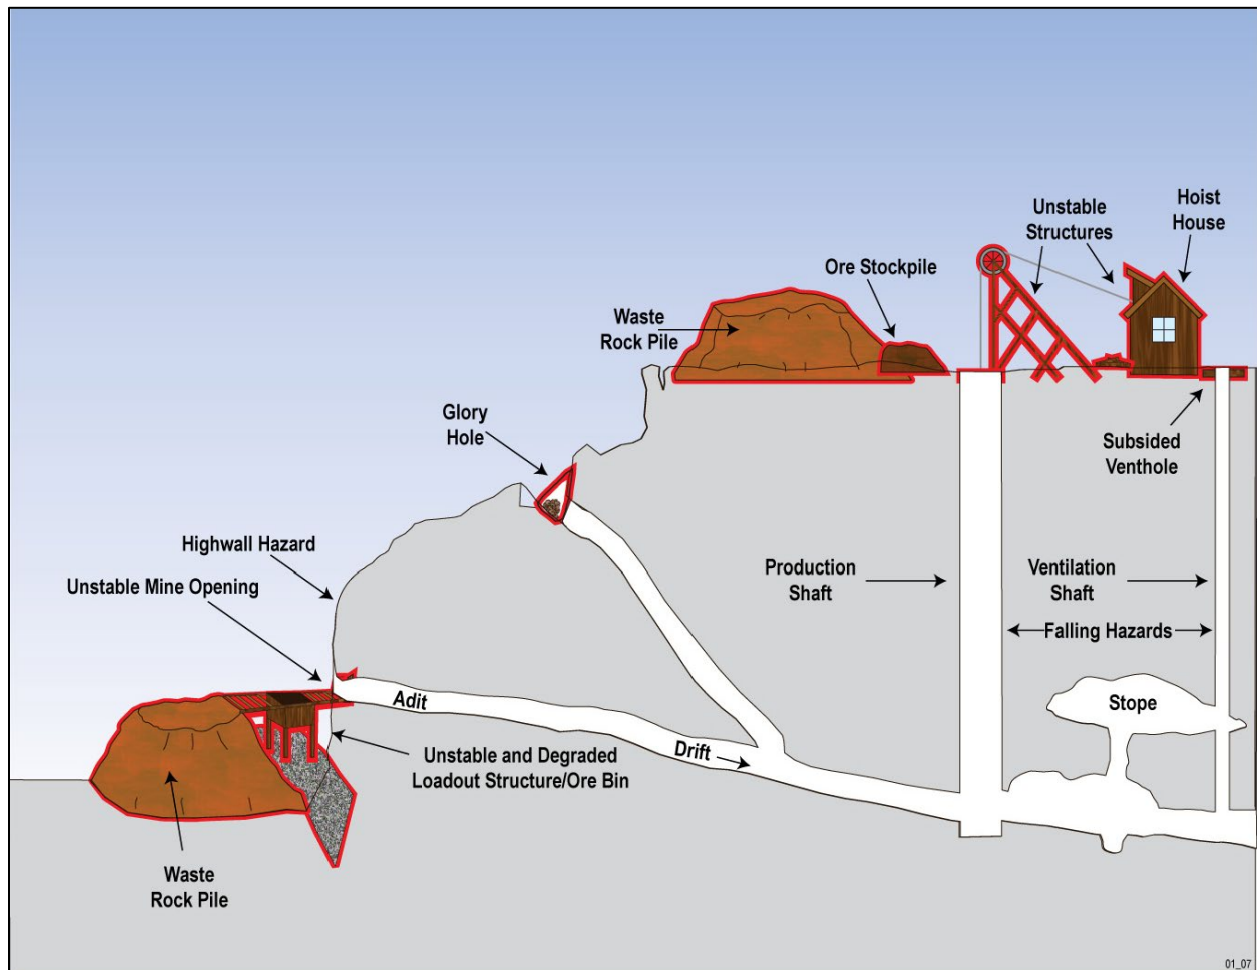 Unstable
Structures
Hoist
House
Ore Stockpile
Waste
Rock Pile
Glory
Hole
Subsided
Venthole
Highwall Hazard
Unstable Mine Opening
Production
Shaft
Ventilation
Shaft
Falling Hazards
Adit
Stope
Drift
Unstable and Degraded
Loadout Structure/Ore Bin
Waste
Rock Pile
01_07